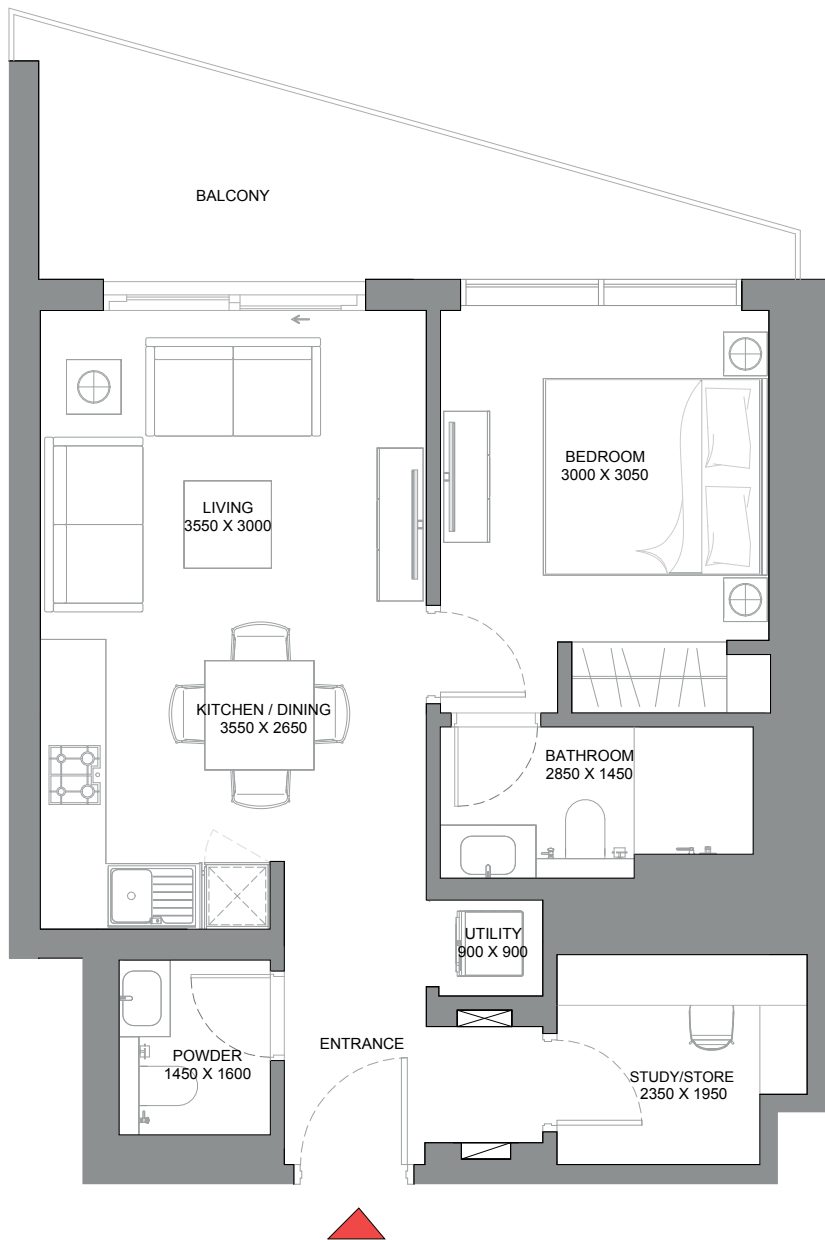 BALCONY
BEDROOM
3000 X 3050
LIVING
3550 X 3000
KITCHEN / DINING
3550 X 2650
BATHROOM
2850 X 1450
UTILITY
900 X 900
ENTRANCE
POWDER
1450 X 1600
STUDY/STORE
2350 X 1950